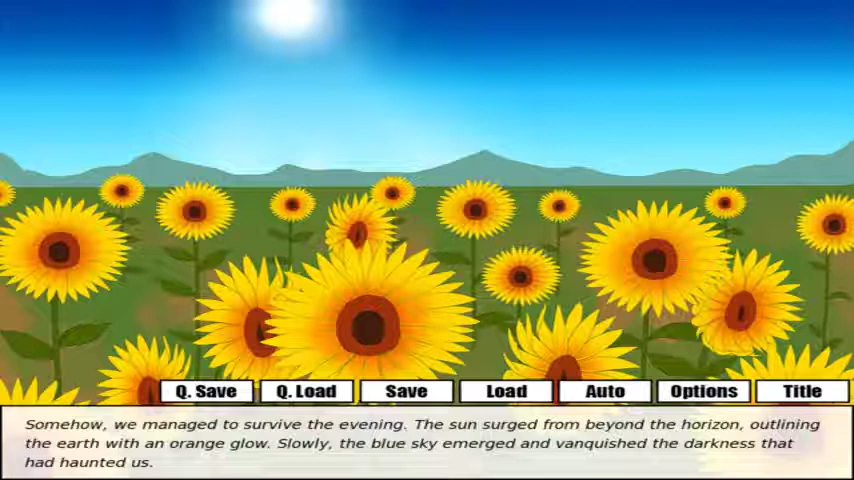 Q. Save Q. Load Save Load Auto Options Title
Somehow, we managed to survive the evening. The sun surged from beyond the horizon, outlining
the earth with an orange glow. Slowly, the blue sky emerged and vanquished the darkness that
had haunted us.